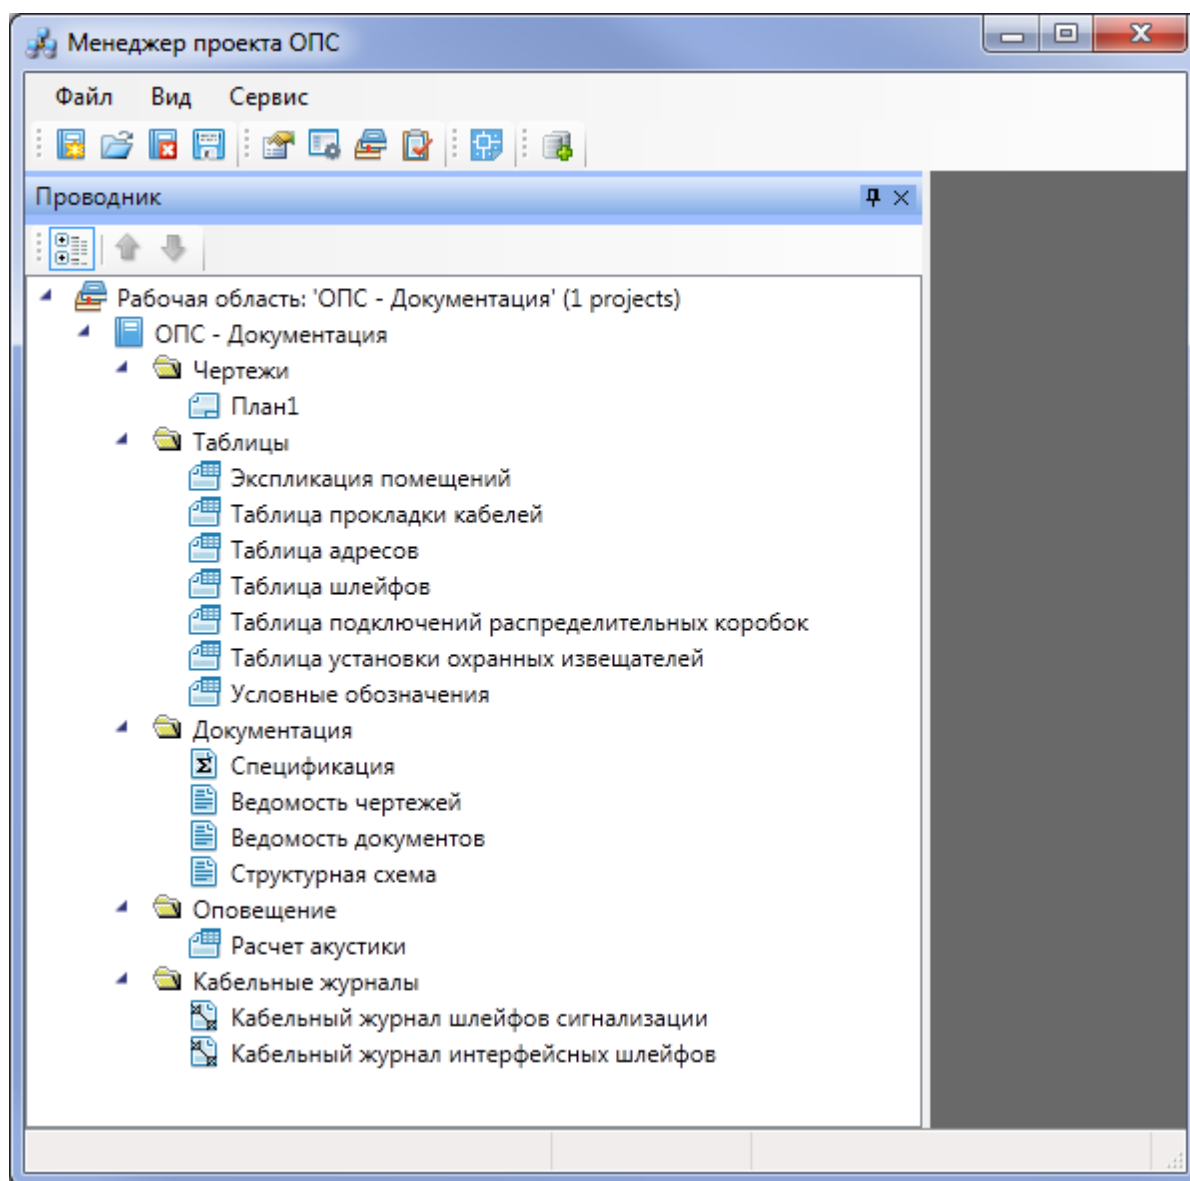 Менеджер проекта ОПС
Файл Вид Сервис
Проводник
Рабочая область: 'ОПС - Документация' (1 projects)
ОПС - Документация
Чертежи
План1
Таблицы
Экспликация помещений
Таблица прокладки кабелей
Таблица адресов
Таблица шлейфов
Таблица подключений распределительных коробок
Таблица установки охранных извещателей
Условные обозначения
Документация
Спецификация
Ведомость чертежей
Ведомость документов
Структурная схема
Оповещение
Расчет акустики
Кабельные журналы
Кабельный журнал шлейфов сигнализации
Кабельный журнал интерфейсных шлейфов